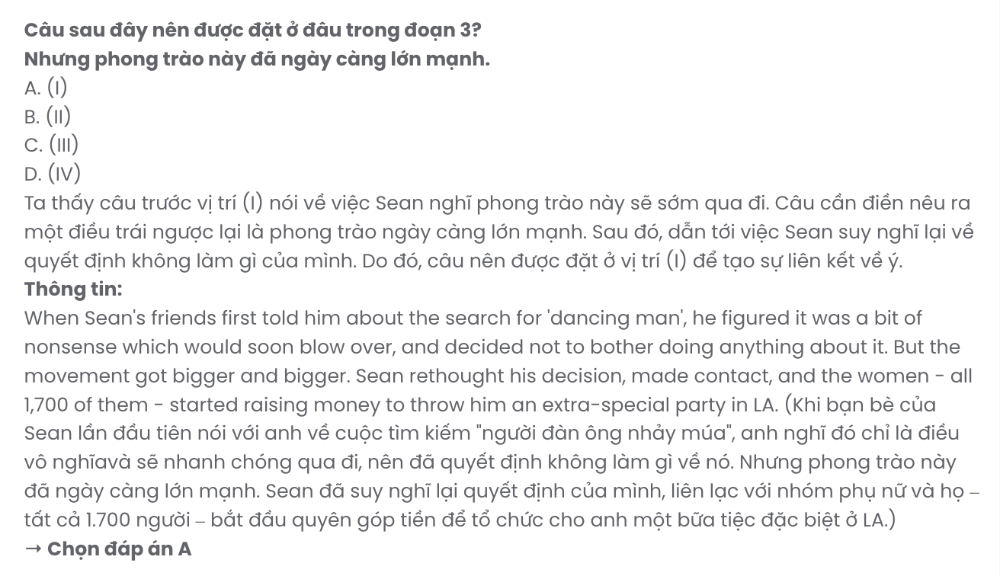 Câu sau đây nên được đặt ở đâu trong đoạn 3?
Nhưng phong trào này đã ngày càng lớn mạnh.
A. (I)
B. (II)
C. (III)
D. (IV)
Ta thấy câu trước vị trí (I) nói về việc Sean nghĩ phong trào này sẽ sớm qua đi. Câu cần điền nêu ra
một điều trái ngược lại là phong trào ngày càng lớn mạnh. Sau đó, dẫn tới việc Sean suy nghĩ lại về
quyết định không làm gì của mình. Do đó, câu nên được đặt ở vị trí (I) để tạo sự liên kết về ý.
Thông tin:
When Sean's friends first told him about the search for 'dancing man', he figured it was a bit of
nonsense which would soon blow over, and decided not to bother doing anything about it. But the
movement got bigger and bigger. Sean rethought his decision, made contact, and the women - all
1,700 of them - started raising money to throw him an extra-special party in LA. (Khi bạn bè của
Sean lần đầu tiên nói với anh về cuộc tìm kiếm "người đàn ông nhảy múa", anh nghĩ đó chỉ là điều
vô nghĩavà sẽ nhanh chóng qua đi, nên đã quyết định không làm gì về nó. Nhưng phong trào này
đã ngày càng lớn mạnh. Sean đã suy nghĩ lại quyết định của mình, liên lạc với nhóm phụ nữ và họ –
tất cả 1.700 người – bắt đầu quyên góp tiền để tổ chức cho anh một bữa tiệc đặc biệt ở LA.)
→ Chọn đáp án A